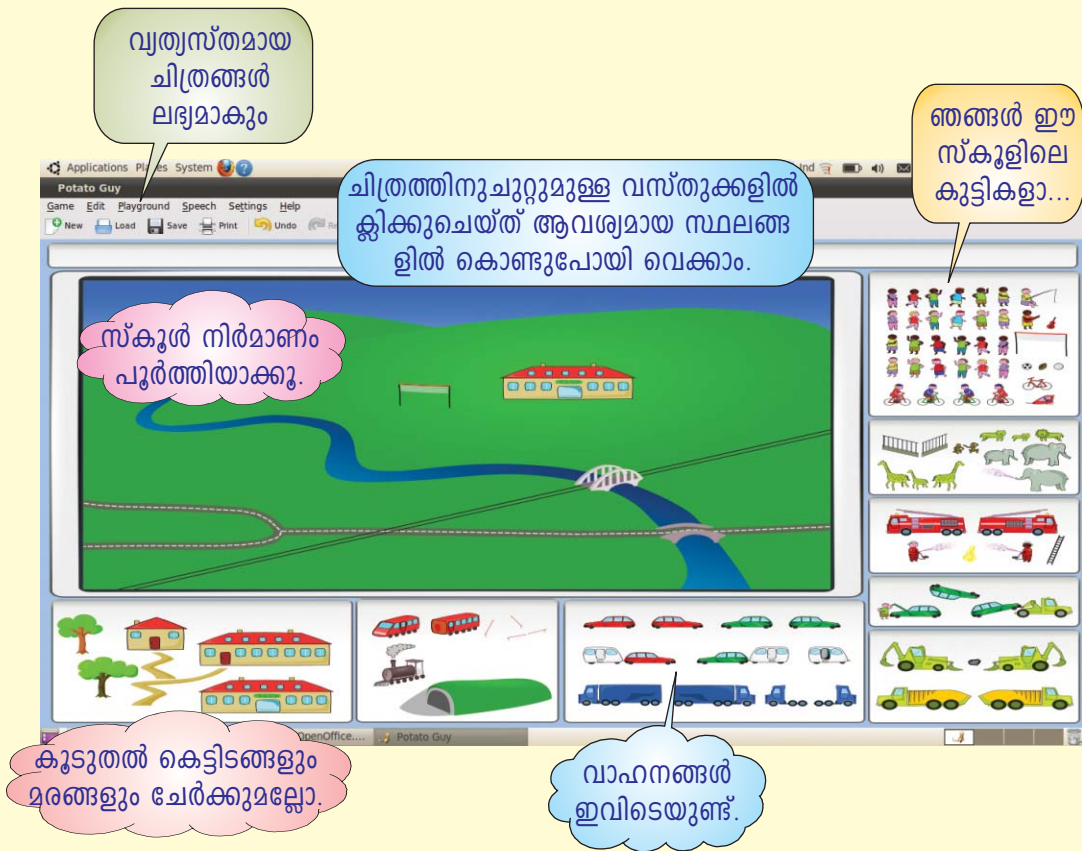 വ്യത്യസ്തമായ
ചിത്രങ്ങൾ
ലഭ്യമാകും
ഞങ്ങൾ ഈ
സ്കൂളിലെ
കുട്ടികളാ...
Applications Places System
Ind
Potato Guy
ചിത്രത്തിനുചുറ്റുമുള്ള വസ്തുക്കളിൽ
ക്ലിക്കുചെയ്ത് ആവശ്യമായ സ്ഥലങ്ങ
ളിൽ കൊണ്ടുപോയി വെക്കാം.
Game Edit Playground Speech Settings Help
New Load Save Print Undo
സ്കൂൾ നിർമാണം
പൂർത്തിയാക്കൂ.
OpenOffice.... Potato Guy
കൂടുതൽ കെട്ടിടങ്ങളും
മരങ്ങളും ചേർക്കുമല്ലോ.
വാഹനങ്ങൾ
ഇവിടെയുണ്ട്.